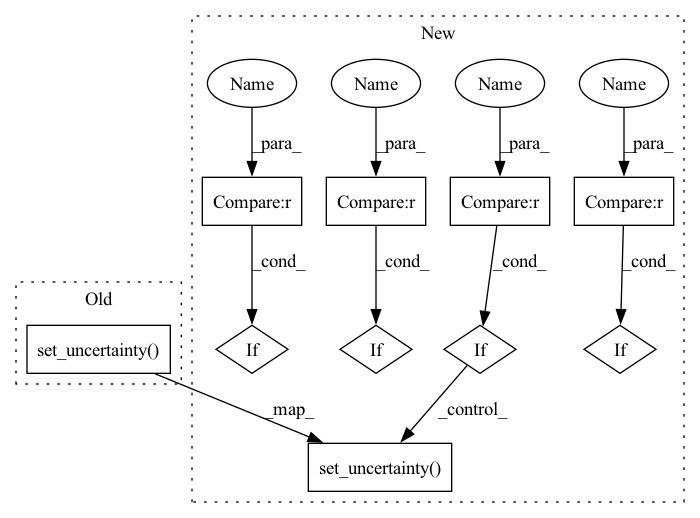 New
Name
Name
Name
Name
_para_
_para_
_para_
_para_
Compare:r
Compare:r
Compare:r
Compare:r
_cond_
_cond_
_cond_
_cond_
Old
set_uncertainty()
If
If
If
If
_map_
_control_
set_uncertainty()